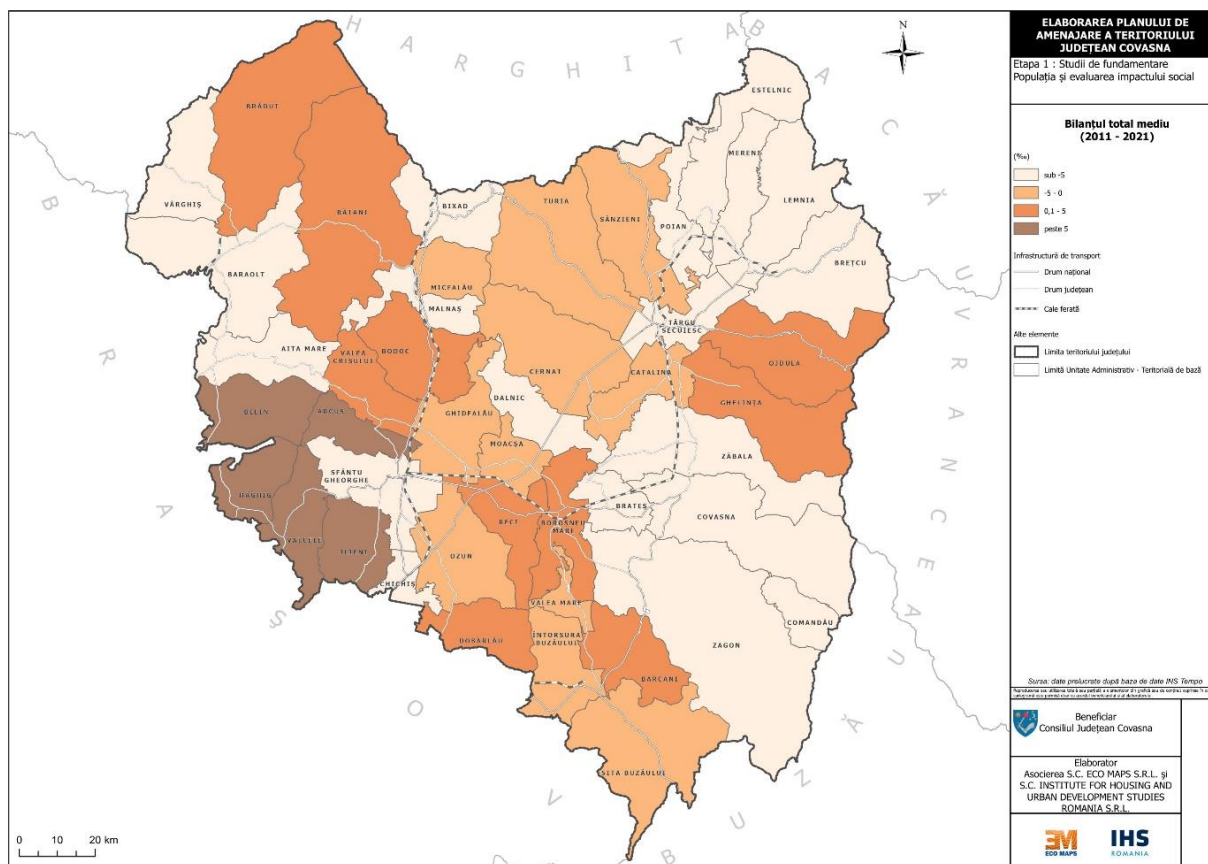 ELABORAREA PLANULUI DE
AMENAJARE A TERITORIULUI
JUDEȚEAN COVASNA
Etapa 1 : Studii de fundamentare
Populația și evaluarea impactului social
Bilanțul total mediu
(2011 - 2021)
(‰)
sub -5
-5 - 0
0,1 - 5
peste 5
Infrastructură de transport
Drum național
Drum județean
Cale ferată
Alte elemente
Limita teritoriului județului
Limită Unitate Administrativ - Teritorială de bază
Sursa: date prelucrate după baza de date INS Tempo
Beneficiar
Consiliul Județean Covasna
Elaborator
Asocierea S.C. ECO MAPS S.R.L. și
S.C. INSTITUTE FOR HOUSING AND
URBAN DEVELOPMENT STUDIES
ROMANIA S.R.L.
EM
ECO MAPS
IHS
ROMANIA
N
HARGHITA
BACĂU
VRANCEA
BUZĂU
BRAȘOV
BRĂDUȚ
VÂRGHIȘ
BĂȚANI
BARAOLT
BIXAD
TURIA
SÂNZIENI
ESTELNIC
MERENI
LEMNIA
POIAN
BREȚCU
MICFALĂU
MALNAȘ
AITA MARE
VALEA
CRIȘULUI
BODOC
TÂRGU
SECUIESC
CERNAT
CATALINA
OJDULA
GHELINȚA
DALNIC
GHIDFALĂU
MOACȘA
BELIN
ARCUȘ
SFÂNTU
GHEORGHE
HĂGHIG
VÂLCELE
ILIENI
CHICHIȘ
OZUN
RECI
BOROȘNEU
MARE
BRATEȘ
ZĂBALA
COVASNA
COMANDĂU
ZAGON
VALEA MARE
ÎNTORSURA
BUZĂULUI
DOBÂRLĂU
BARCANI
SITA BUZĂULUI
0 10 20 km